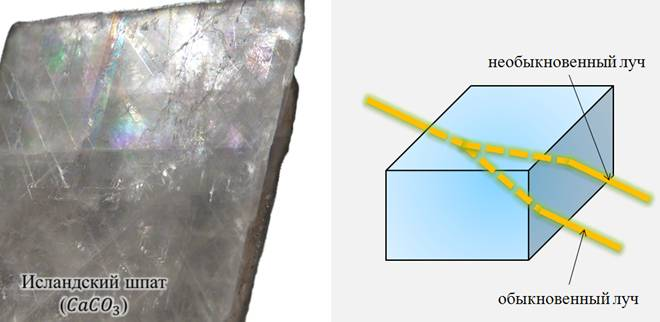 Исландский шпат
(CaCO₃)
необыкновенный луч
обыкновенный луч